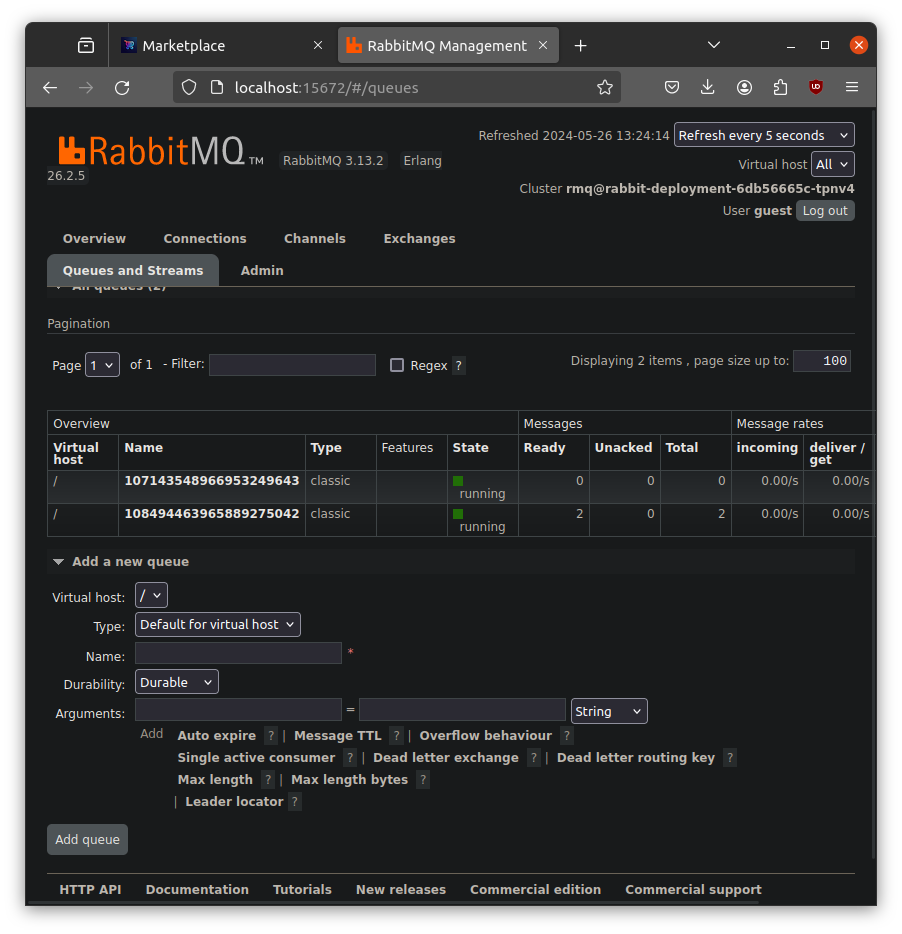 Marketplace
RabbitMQ Management
localhost:15672/#/queues
Refreshed 2024-05-26 13:24:14 Refresh every 5 seconds
RabbitMQ TM RabbitMQ 3.13.2 Erlang
26.2.5
Virtual host All
Cluster rmq@rabbit-deployment-6db56665c-tpnv4
User guest Log out
Overview Connections Channels Exchanges
Queues and Streams Admin
All queues (2)
Pagination
Page 1 of 1 - Filter: Regex ? Displaying 2 items , page size up to: 100
Overview Messages Message rates
Virtual host Name Type Features State Ready Unacked Total incoming deliver / get
/ 107143548966953249643 classic running 0 0 0 0.00/s 0.00/s
/ 108494463965889275042 classic running 2 0 2 0.00/s 0.00/s
Add a new queue
Virtual host: /
Type: Default for virtual host
Name: *
Durability: Durable
Arguments: = String
Add Auto expire ? | Message TTL ? | Overflow behaviour ?
Single active consumer ? | Dead letter exchange ? | Dead letter routing key ?
Max length ? | Max length bytes ?
| Leader locator ?
Add queue
HTTP API Documentation Tutorials New releases Commercial edition Commercial support